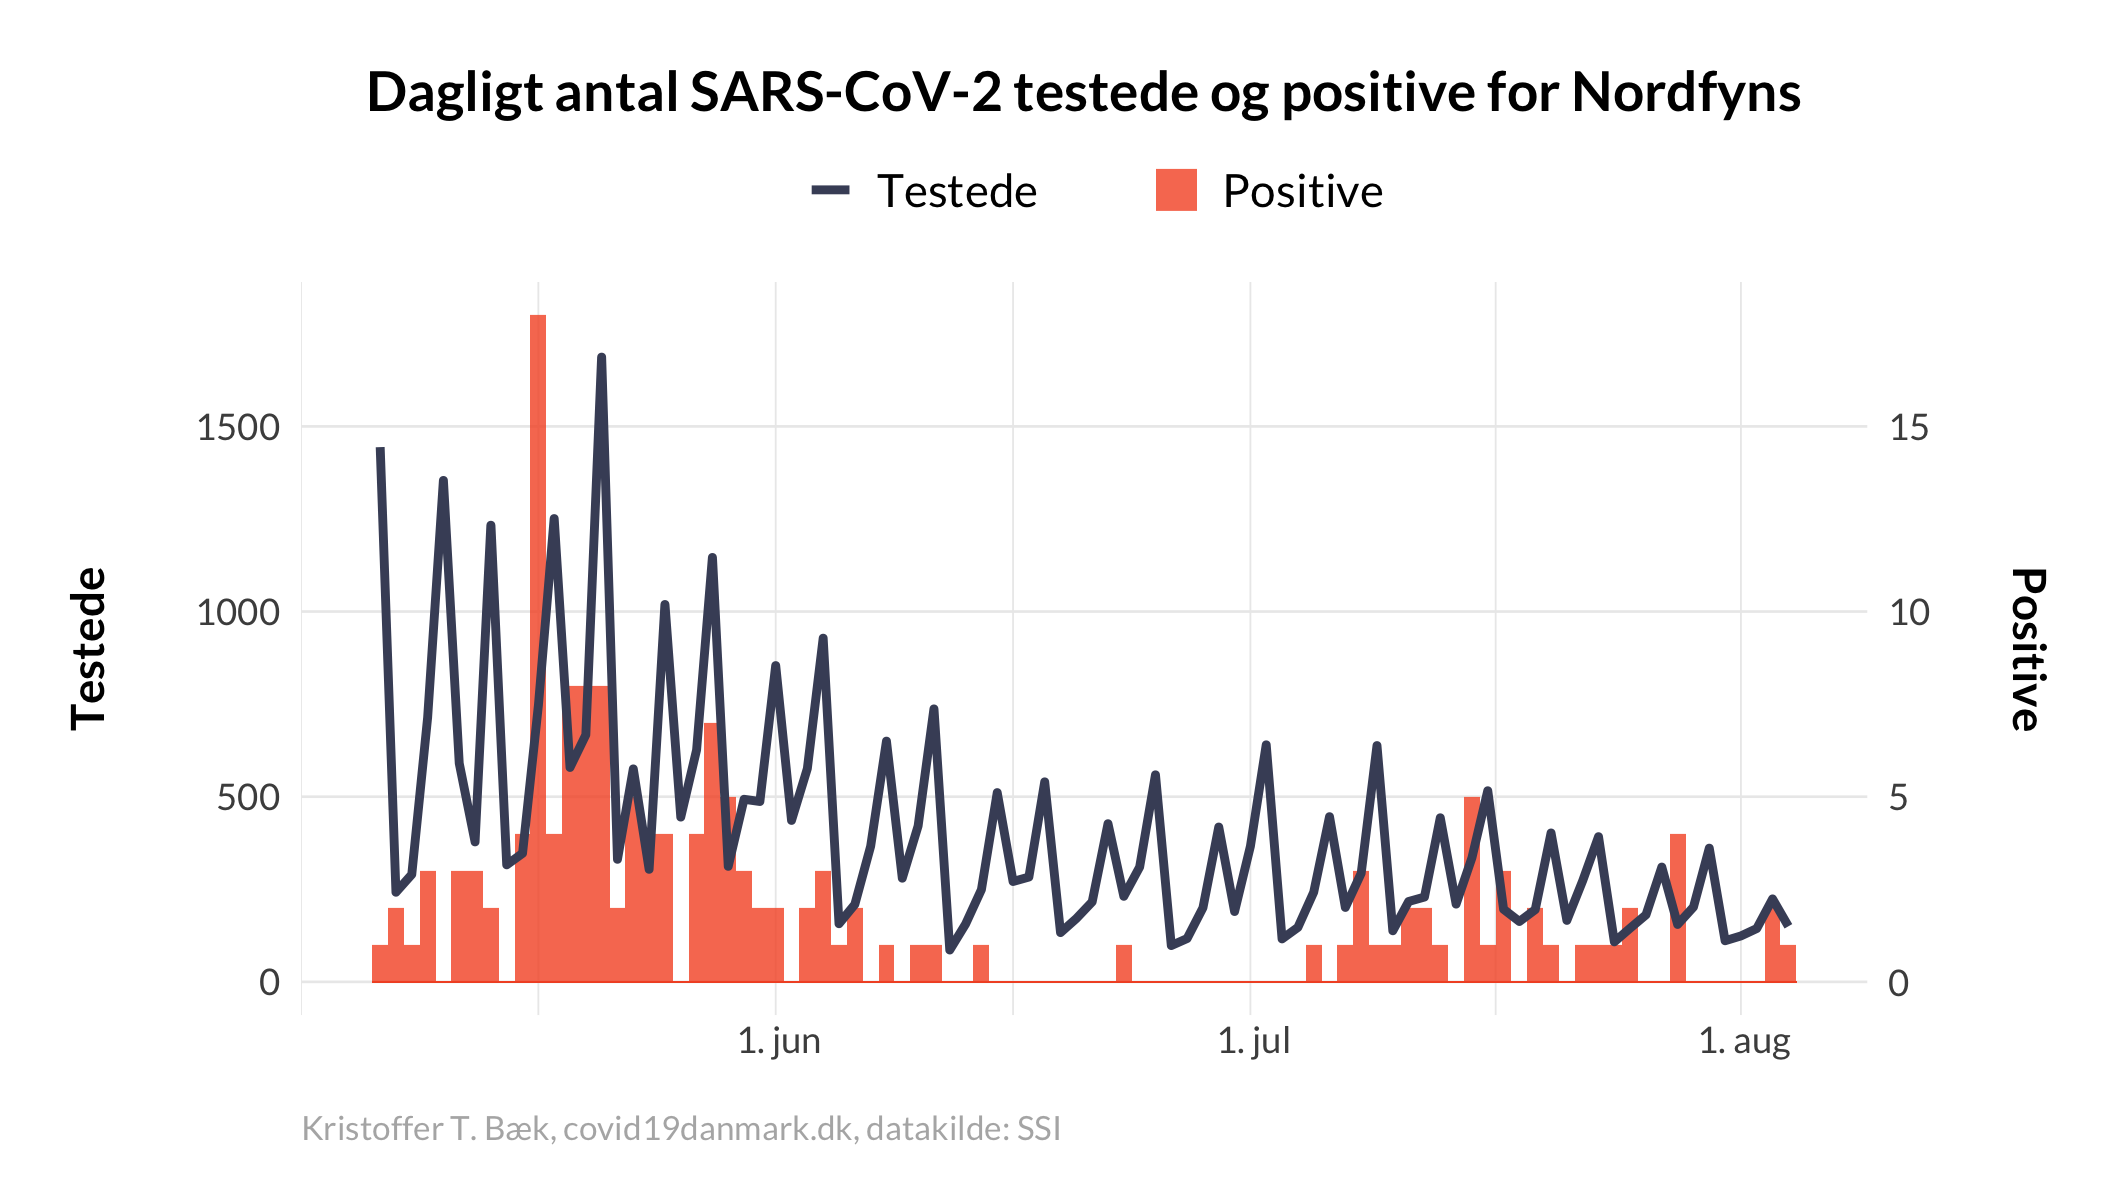 Dagligt antal SARS-CoV-2 testede og positive for Nordfyns
Testede
Positive
1500
1000
500
0
15
10
5
0
Testede
Positive
1. jun
1. jul
1. aug
Kristoffer T. Bæk, covid19danmark.dk, datakilde: SSI